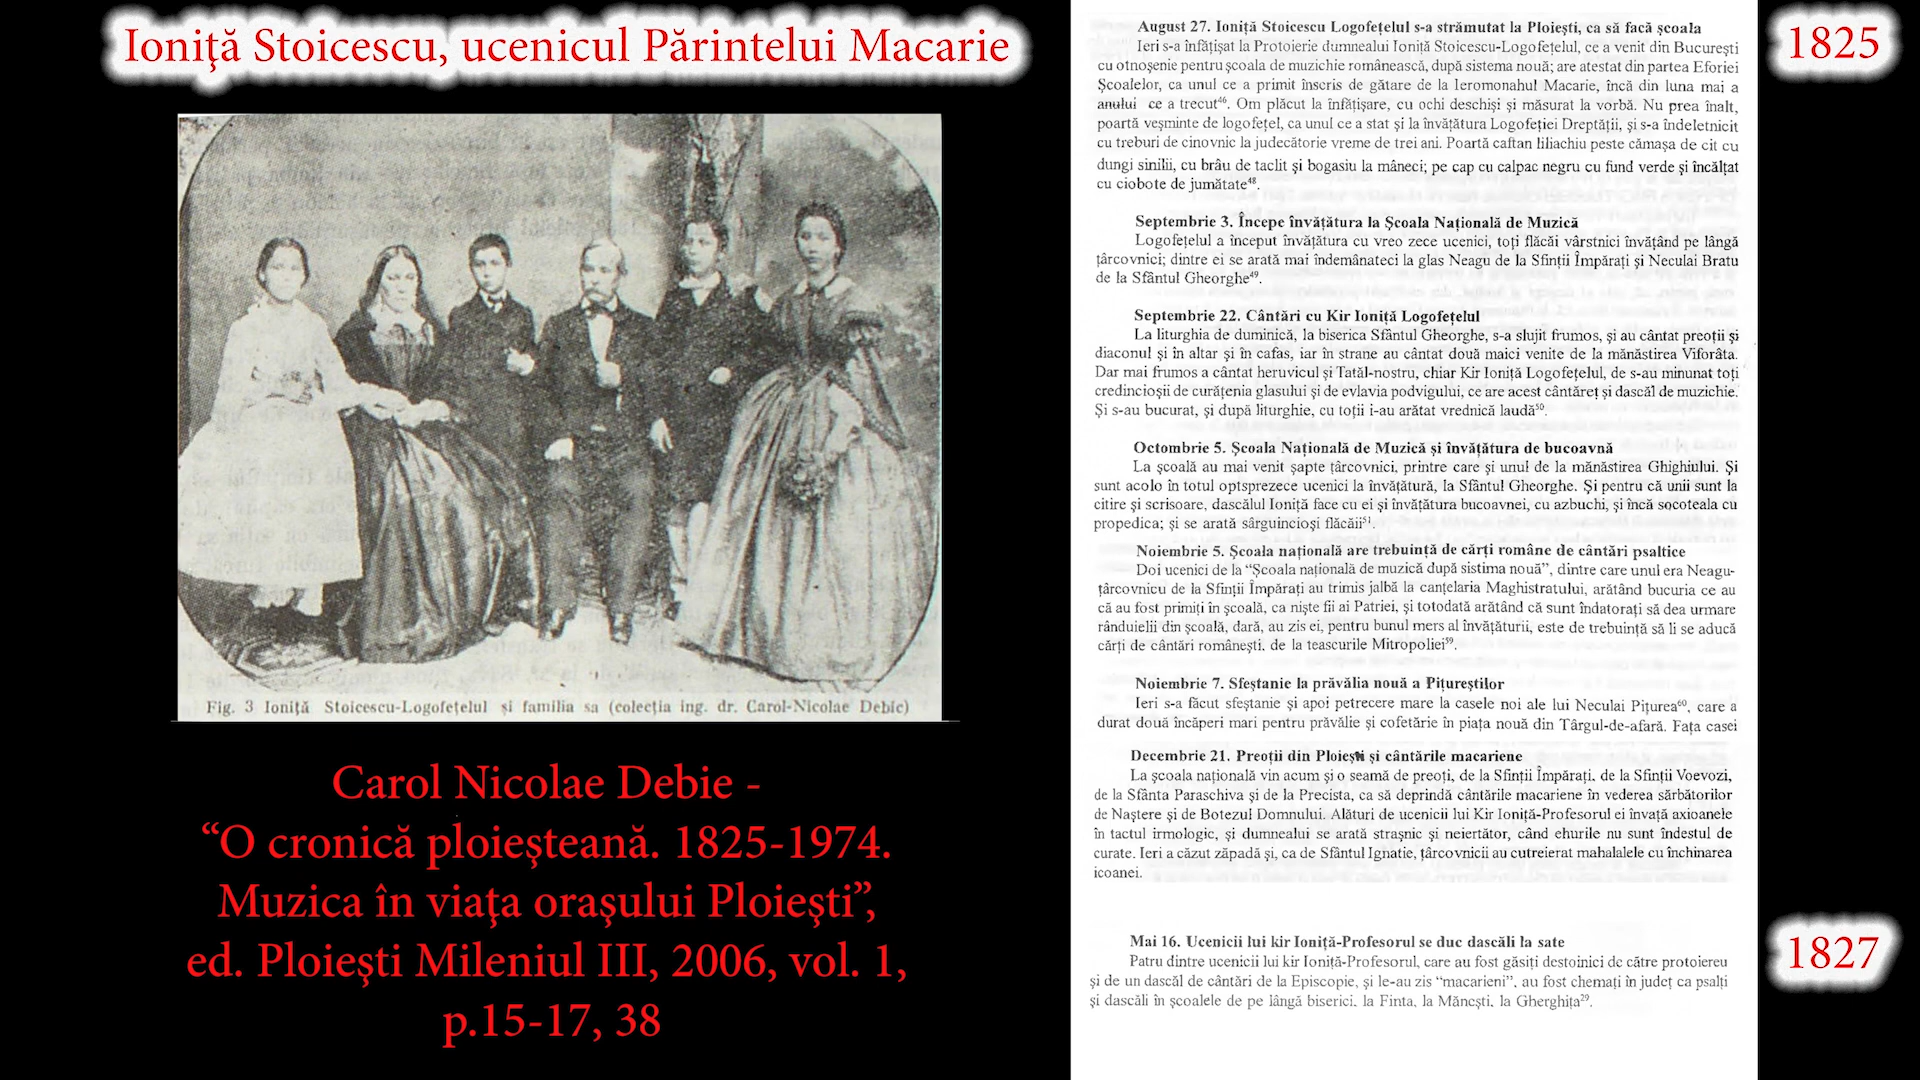 Ioniţă Stoicescu, ucenicul Părintelui Macarie
Fig. 3 Ioniţă Stoicescu-Logofeţelul şi familia sa (colecţia ing. dr. Carol-Nicolae Debie)
Carol Nicolae Debie -
“O cronică ploieşteană. 1825-1974.
Muzica în viaţa oraşului Ploieşti”,
ed. Ploieşti Mileniul III, 2006, vol. 1,
p.15-17, 38
1825
August 27. Ioniţă Stoicescu Logofeţelul s-a strămutat la Ploieşti, ca să facă şcoala
Ieri s-a înfăţişat la Protoierie dumnealui Ioniţă Stoicescu-Logofeţelul, ce a venit din Bucureşti
cu otnoşenie pentru şcoala de muzichie românească, după sistema nouă; are atestat din partea Eforiei
Şcoalelor, ca unul ce a primit înscris de gătare de la Ieromonahul Macarie, încă din luna mai a
anului ce a trecut⁴⁶. Om plăcut la înfăţişare, cu ochi deschişi şi măsurat la vorbă. Nu prea înalt,
poartă veşminte de logofeţel, ca unul ce a stat şi la învăţătura Logofeţiei Dreptăţii, şi s-a îndeletnicit
cu treburi de cinovnic la judecătorie vreme de trei ani. Poartă caftan liliachiu peste cămaşa de cit cu
dungi sinilii, cu brâu de taclit şi bogasiu la mâneci; pe cap cu calpac negru cu fund verde şi încălţat
cu ciobote de jumătate⁴⁸.
Septembrie 3. Începe învăţătura la Şcoala Naţională de Muzică
Logofeţelul a început învăţătura cu vreo zece ucenici, toţi flăcăi vârstnici învăţând pe lângă
ţârcovnici; dintre ei se arată mai îndemânateci la glas Neagu de la Sfinţii Împăraţi şi Neculai Bratu
de la Sfântul Gheorghe⁴⁹.
Septembrie 22. Cântări cu Kir Ioniţă Logofeţelul
La liturghia de duminică, la biserica Sfântul Gheorghe, s-a slujit frumos, şi au cântat preoţii şi
diaconul şi în altar şi în cafas, iar în strane au cântat două maici venite de la mănăstirea Viforâta.
Dar mai frumos a cântat heruvicul şi Tatăl-nostru, chiar Kir Ioniţă Logofeţelul, de s-au minunat toţi
credincioşii de curăţenia glasului şi de evlavia podvigului, ce are acest cântăreţ şi dascăl de muzichie.
Şi s-au bucurat, şi după liturghie, cu toţii i-au arătat vrednică laudă⁵⁰.
Octombrie 5. Şcoala Naţională de Muzică şi învăţătura de bucoavnă
La şcoală au mai venit şapte ţârcovnici, printre care şi unul de la mănăstirea Ghighiului. Şi
sunt acolo în totul optsprezece ucenici la învăţătură, la Sfântul Gheorghe. Şi pentru că unii sunt la
citire şi scrisoare, dascălul Ioniţă face cu ei şi învăţătura bucoavnei, cu azbuchi, şi încă socoteala cu
propedica; şi se arată sârguincioşi flăcăii⁵¹.
Noiembrie 5. Şcoala naţională are trebuinţă de cărţi române de cântări psaltice
Doi ucenici de la “Şcoala naţională de muzică după sistima nouă”, dintre care unul era Neagu-
ţârcovnicu de la Sfinţii Împăraţi au trimis jalbă la canţelaria Maghistratului, arătând bucuria ce au
că au fost primiţi în şcoală, ca nişte fii ai Patriei, şi totodată arătând că sunt îndatoraţi să dea urmare
rânduielii din şcoală, dară, au zis ei, pentru bunul mers al învăţăturii, este de trebuinţă să li se aducă
cărţi de cântări româneşti, de la teascurile Mitropoliei⁵⁹.
Noiembrie 7. Sfeştanie la prăvălia nouă a Piţureştilor
Ieri s-a făcut sfeştanie şi apoi petrecere mare la casele noi ale lui Neculai Piţurea⁶⁰, care a
durat două încăperi mari pentru prăvălie şi cofetărie în piaţa nouă din Târgul-de-afară. Faţa casei
Decembrie 21. Preoţii din Ploieşti şi cântările macariene
La şcoala naţională vin acum şi o seamă de preoţi, de la Sfinţii Împăraţi, de la Sfinţii Voevozi,
de la Sfânta Paraschiva şi de la Precista, ca să deprindă cântările macariene în vederea sărbătorilor
de Naştere şi de Botezul Domnului. Alături de ucenicii lui Kir Ioniţă-Profesorul ei învaţă axioanele
în tactul irmologic, şi dumnealui se arată straşnic şi neiertător, când ehurile nu sunt îndestul de
curate. Ieri a căzut zăpadă şi, ca de Sfântul Ignatie, ţârcovnicii au cutreierat mahalalele cu închinarea
icoanei.
1827
Mai 16. Ucenicii lui kir Ioniţă-Profesorul se duc dascăli la sate
Patru dintre ucenicii lui kir Ioniţă-Profesorul, care au fost găsiţi destoinici de către protoiereu
şi de un dascăl de cântări de la Episcopie, şi le-au zis “macarieni”, au fost chemaţi în judeţ ca psalţi
şi dascăli în şcoalele de pe lângă biserici, la Finta, la Măneşti, la Gherghiţa²⁹.